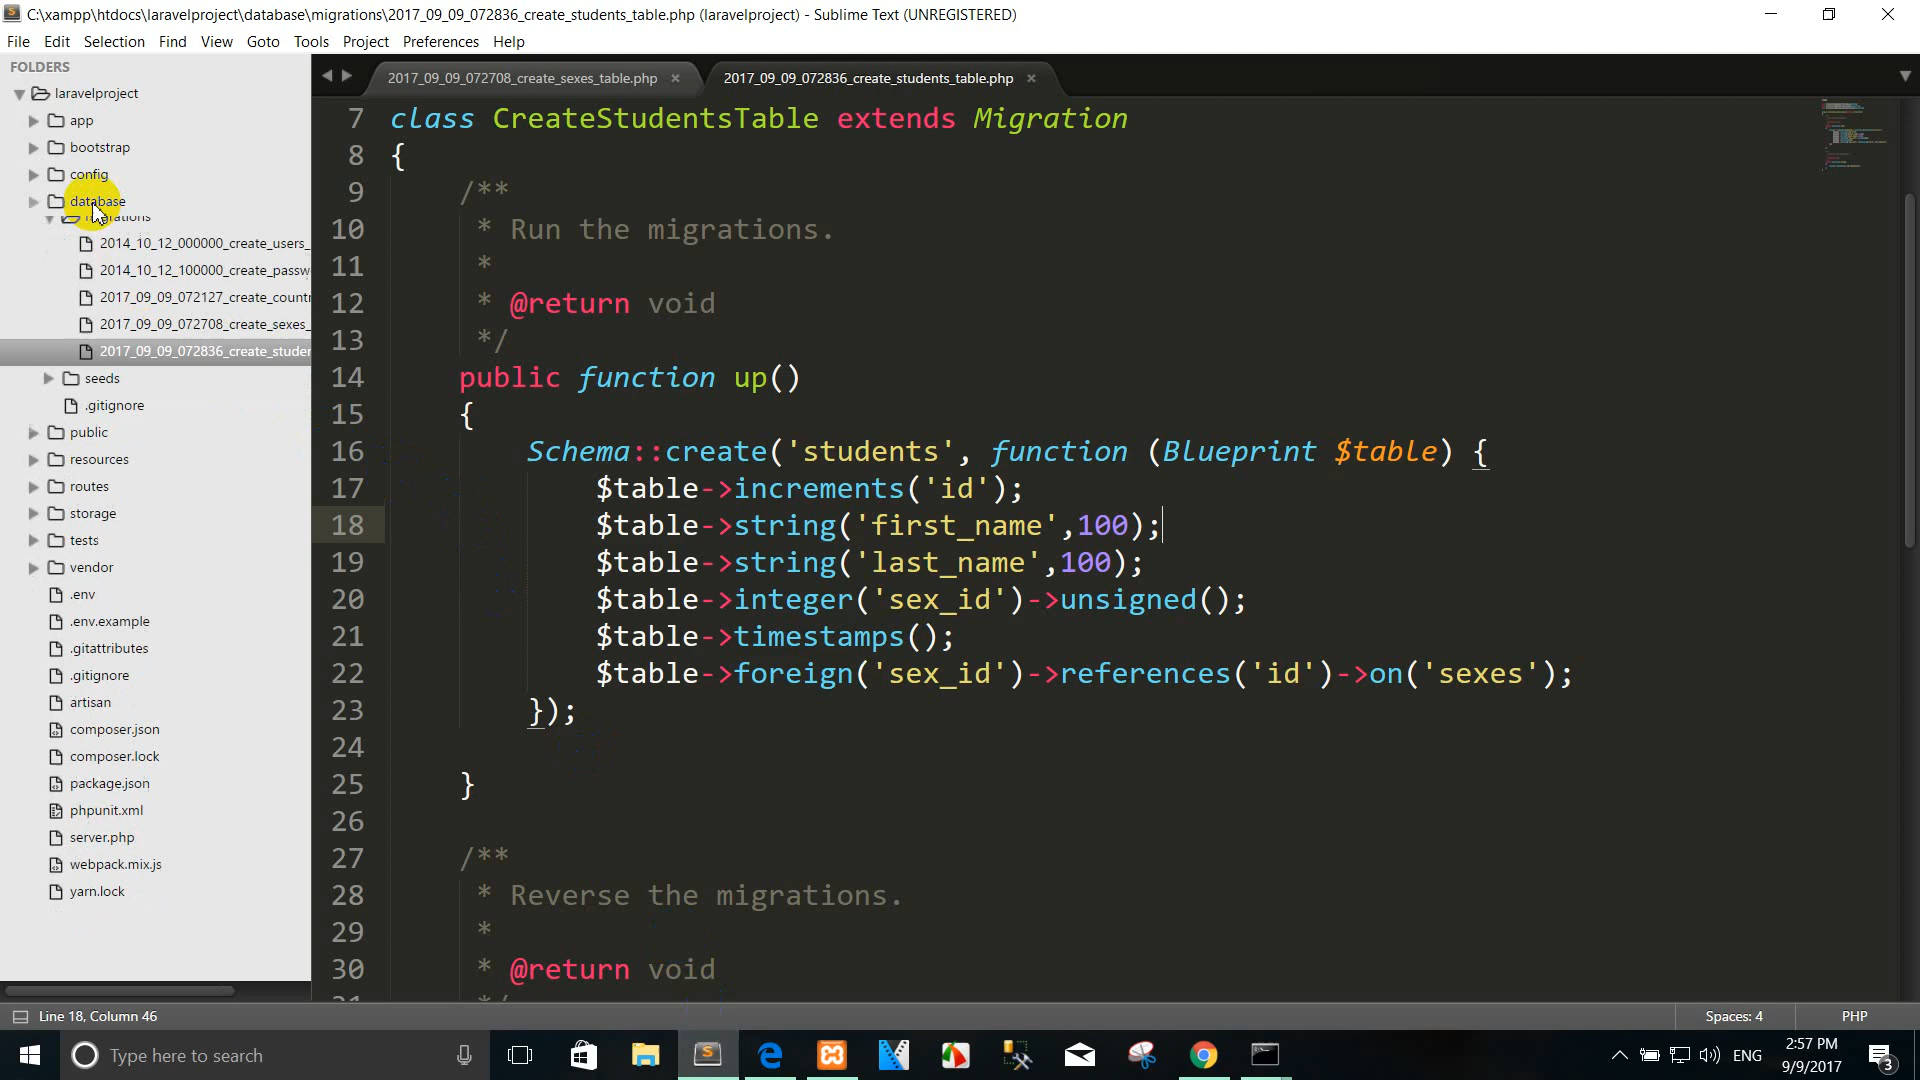 C:\xampp\htdocs\laravelproject\database\migrations\2017_09_09_072836_create_students_table.php (laravelproject) - Sublime Text (UNREGISTERED)
File Edit Selection Find View Goto Tools Project Preferences Help
FOLDERS
laravelproject
app
bootstrap
config
database
migrations
2014_10_12_000000_create_users_
2014_10_12_100000_create_passw
2017_09_09_072127_create_countr
2017_09_09_072708_create_sexes_
2017_09_09_072836_create_studen
seeds
.gitignore
public
resources
routes
storage
tests
vendor
.env
.env.example
.gitattributes
.gitignore
artisan
composer.json
composer.lock
package.json
phpunit.xml
server.php
webpack.mix.js
yarn.lock
2017_09_09_072708_create_sexes_table.php
2017_09_09_072836_create_students_table.php
7 class CreateStudentsTable extends Migration
8 {
9 /**
10 * Run the migrations.
11 *
12 * @return void
13 */
14 public function up()
15 {
16 Schema::create('students', function (Blueprint $table) {
17 $table->increments('id');
18 $table->string('first_name',100);
19 $table->string('last_name',100);
20 $table->integer('sex_id')->unsigned();
21 $table->timestamps();
22 $table->foreign('sex_id')->references('id')->on('sexes');
23 });
24
25 }
26
27 /**
28 * Reverse the migrations.
29 *
30 * @return void
31 */
Line 18, Column 46
Spaces: 4
PHP
Type here to search
ENG
2:57 PM
9/9/2017
3